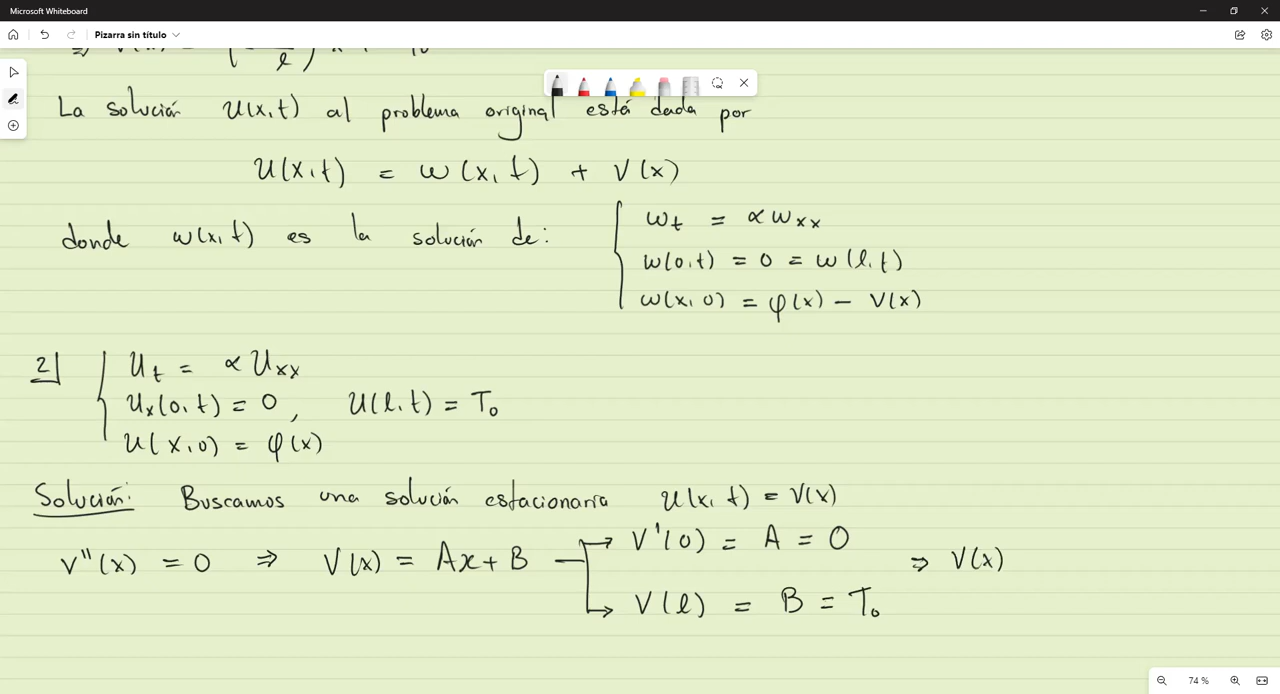 Microsoft Whiteboard
Pizarra sin título
La solución U(x,t) al problema original está dada por
U(x,t) = w(x,t) + V(x)
donde w(x,t) es la solución de:
w_t = α w_xx
w(0,t) = 0 = w(l,t)
w(x,0) = φ(x) - V(x)
2| U_t = α U_xx
U_x(0,t) = 0, U(l,t) = T_0
U(x,0) = φ(x)
Solución: Buscamos una solución estacionaria U(x,t) = V(x)
V''(x) = 0 ⇒ V(x) = Ax + B → V'(0) = A = 0
→ V(l) = B = T_0
⇒ V(x)
74 %